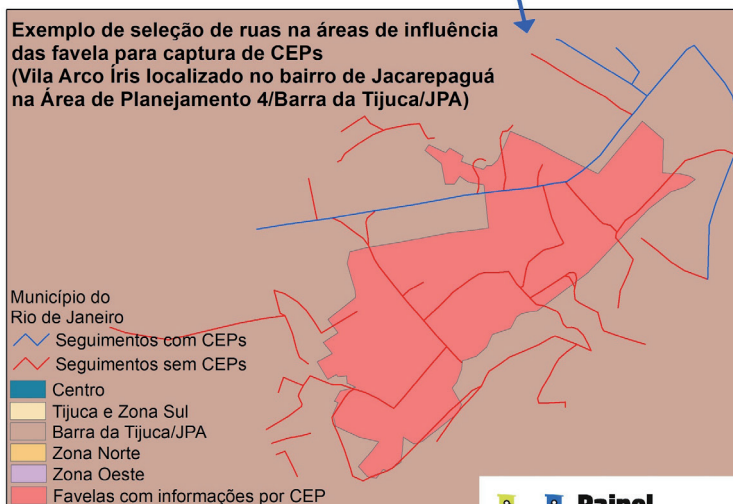 Exemplo de seleção de ruas na áreas de influência
das favela para captura de CEPs
(Vila Arco Íris localizado no bairro de Jacarepaguá
na Área de Planejamento 4/Barra da Tijuca/JPA)
Município do
Rio de Janeiro
Seguimentos com CEPs
Seguimentos sem CEPs
Centro
Tijuca e Zona Sul
Barra da Tijuca/JPA
Zona Norte
Zona Oeste
Favelas com informações por CEP
Painel